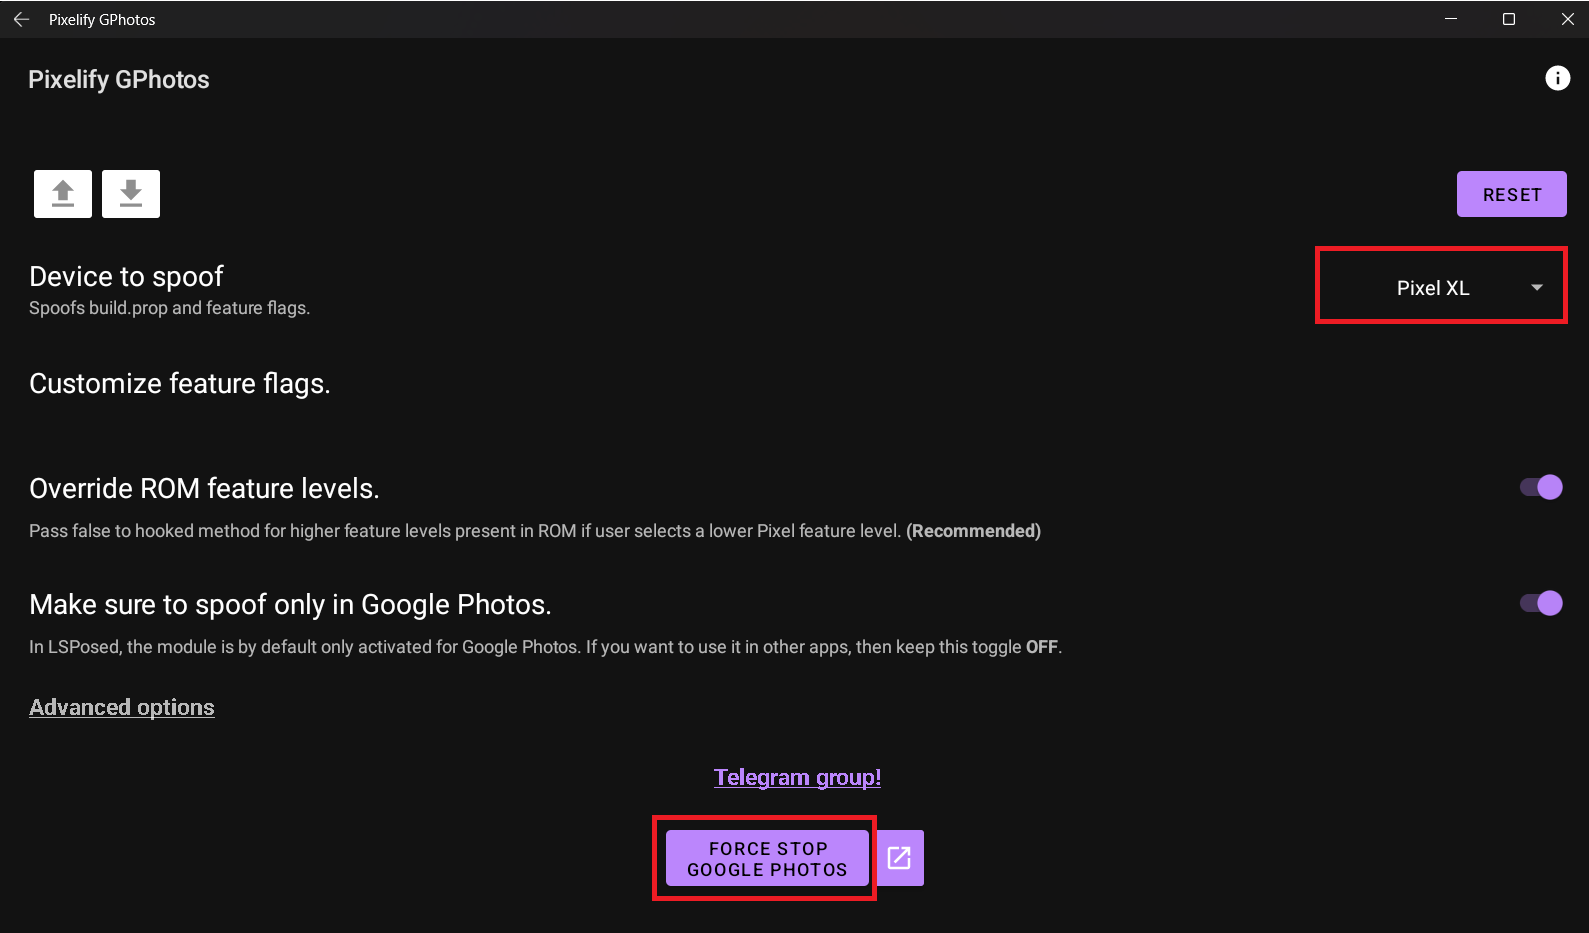 Pixelify GPhotos
Pixelify GPhotos
RESET
Device to spoof
Spoofs build.prop and feature flags.
Pixel XL
Customize feature flags.
Override ROM feature levels.
Pass false to hooked method for higher feature levels present in ROM if user selects a lower Pixel feature level. (Recommended)
Make sure to spoof only in Google Photos.
In LSPosed, the module is by default only activated for Google Photos. If you want to use it in other apps, then keep this toggle OFF.
Advanced options
Telegram group!
FORCE STOP
GOOGLE PHOTOS